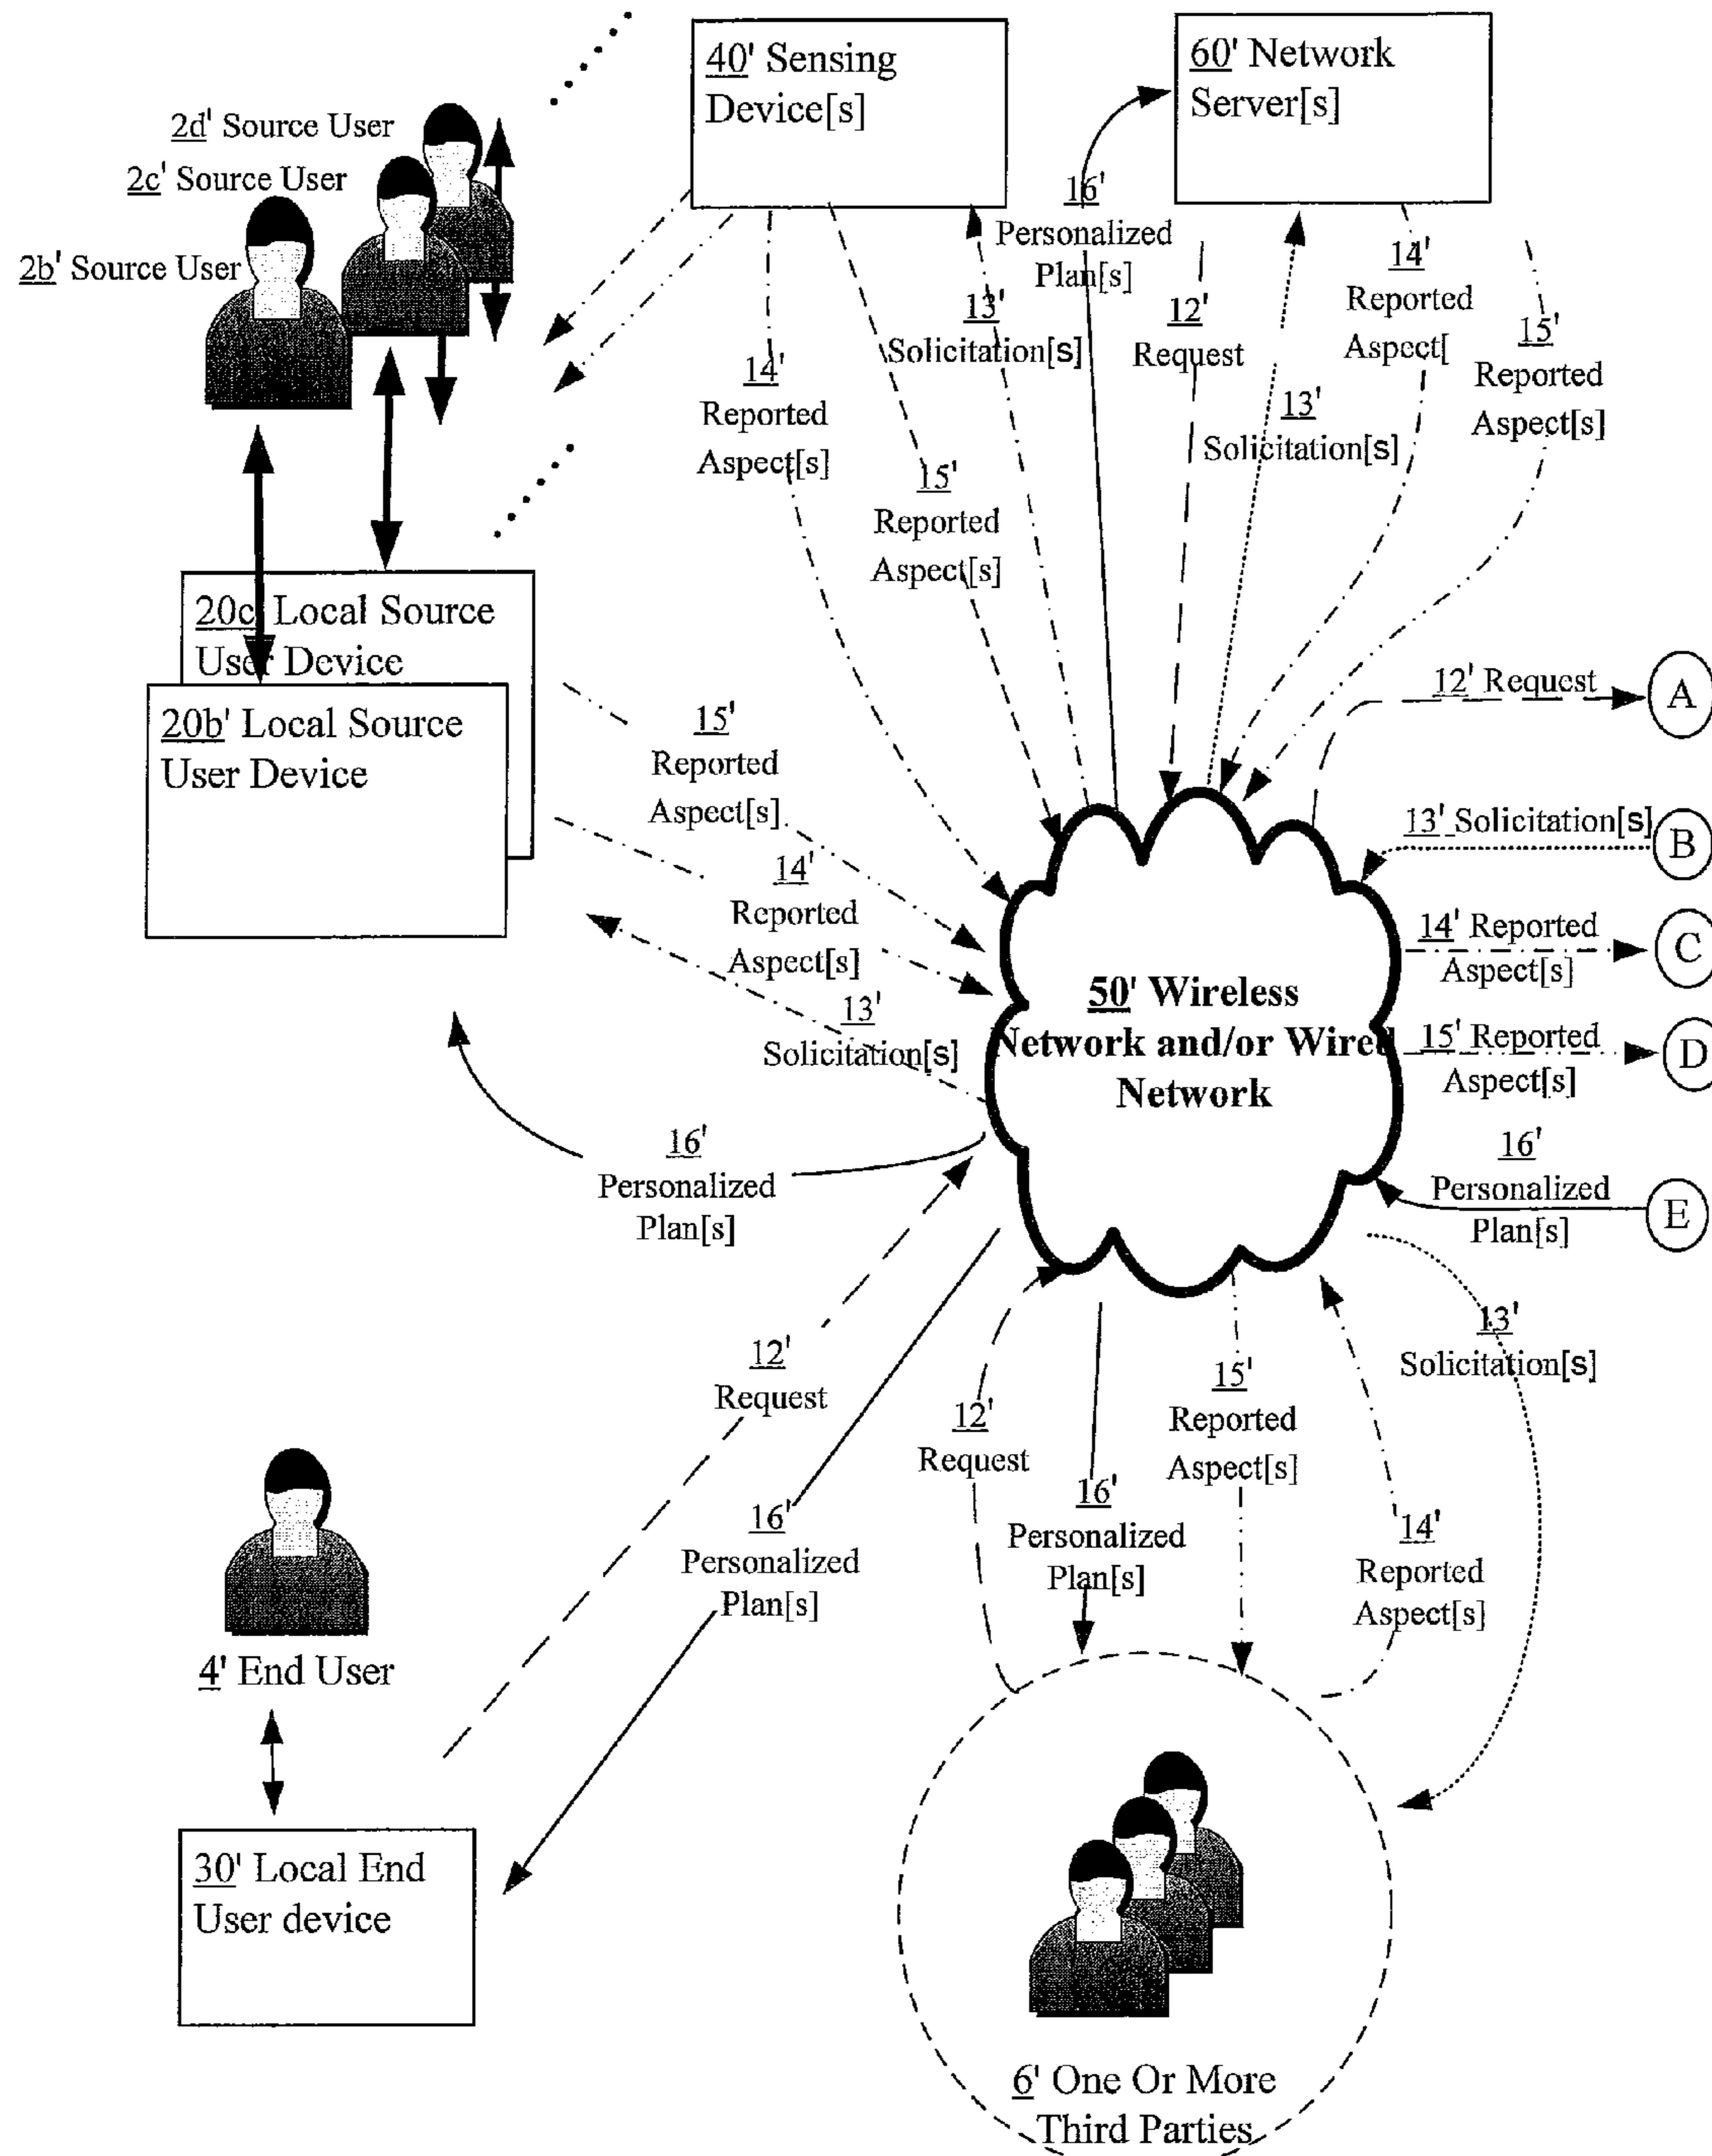 40' Sensing
Device[s]
60' Network
Server[s]
2d' Source User
2c' Source User
2b' Source User
16'
Personalized
Plan[s]
13'
Solicitation[s]
12'
Request
14'
Reported
Aspect[
15'
Reported
Aspect[s]
13'
Solicitation[s]
14'
Reported
Aspect[s]
15'
Reported
Aspect[s]
20c' Local Source
User Device
20b' Local Source
User Device
15'
Reported
Aspect[s]
14'
Reported
Aspect[s]
13'
Solicitation[s]
12' Request
A
13' Solicitation[s]
B
14' Reported
Aspect[s]
C
15' Reported
Aspect[s]
D
16'
Personalized
Plan[s]
E
50' Wireless
Network and/or Wired
Network
16'
Personalized
Plan[s]
12'
Request
16'
Personalized
Plan[s]
12'
Request
16'
Personalized
Plan[s]
15'
Reported
Aspect[s]
14'
Reported
Aspect[s]
13'
Solicitation[s]
4' End User
30' Local End
User device
6' One Or More
Third Parties